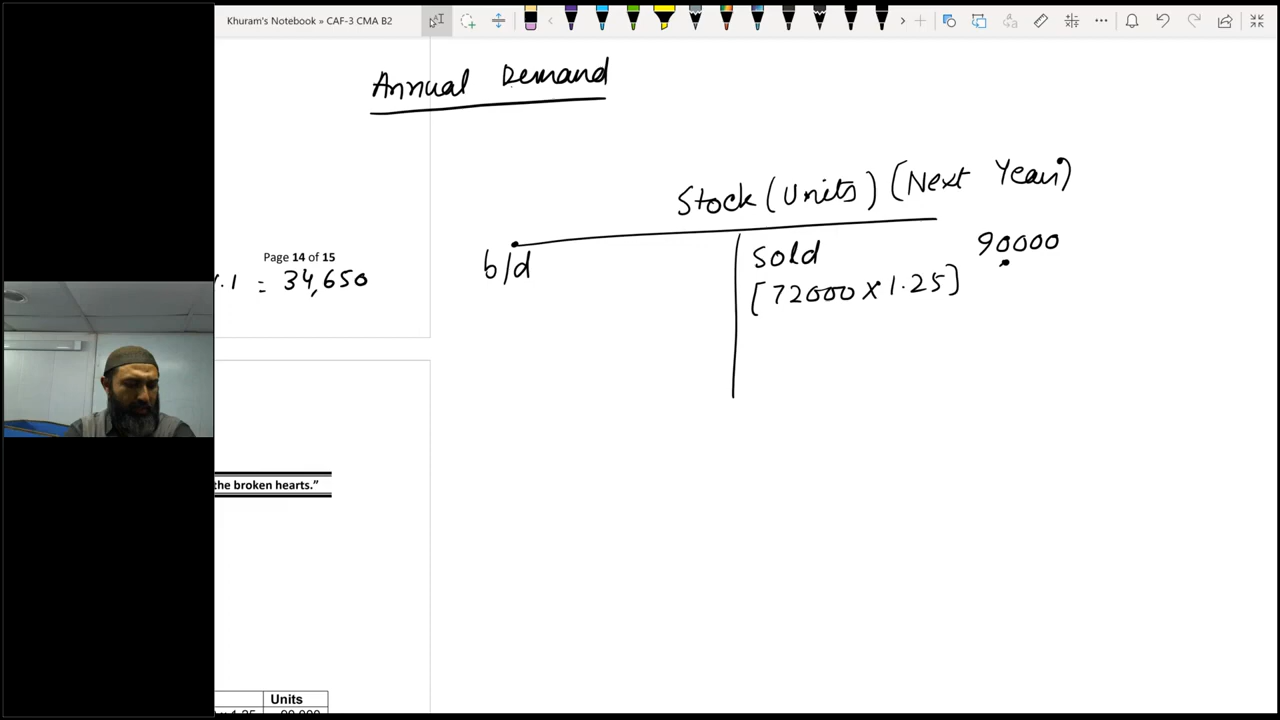 Khuram's Notebook » CAF-3 CMA B2
Annual Demand
Stock (Units) (Next Year)
b/d
Sold 90000
[72000 x 1.25]
Page 14 of 15
.1 = 34,650
the broken hearts.”
Units